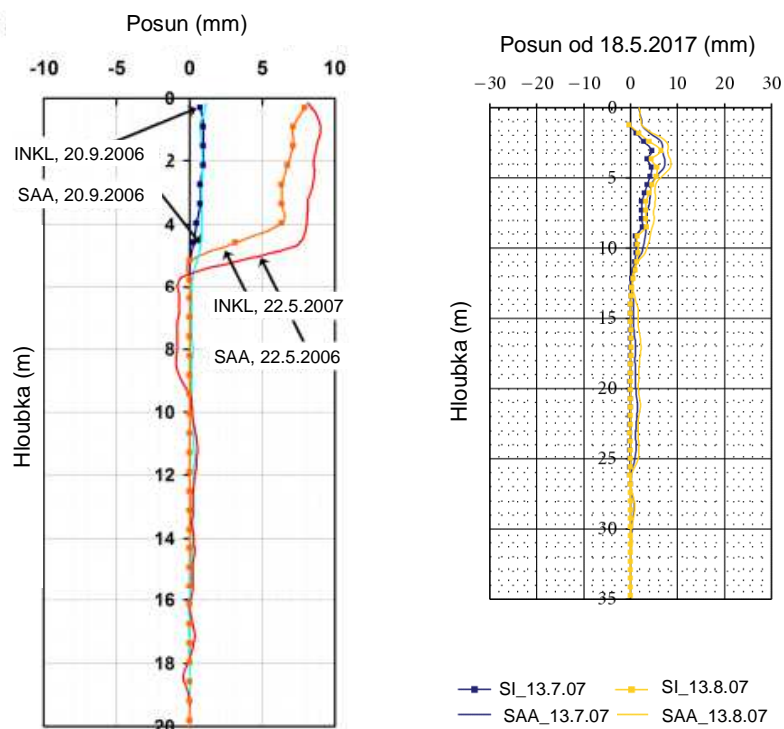 Posun (mm)
-10 -5 0 5 10
0
2
4
6
8
10
12
14
16
18
20
Hloubka (m)
INKL, 20.9.2006
SAA, 20.9.2006
INKL, 22.5.2007
SAA, 22.5.2006
Posun od 18.5.2017 (mm)
−30 −20 −10 0 10 20 30
0
5
10
15
20
25
30
35
Hloubka (m)
SI_13.7.07 SI_13.8.07
SAA_13.7.07 SAA_13.8.07